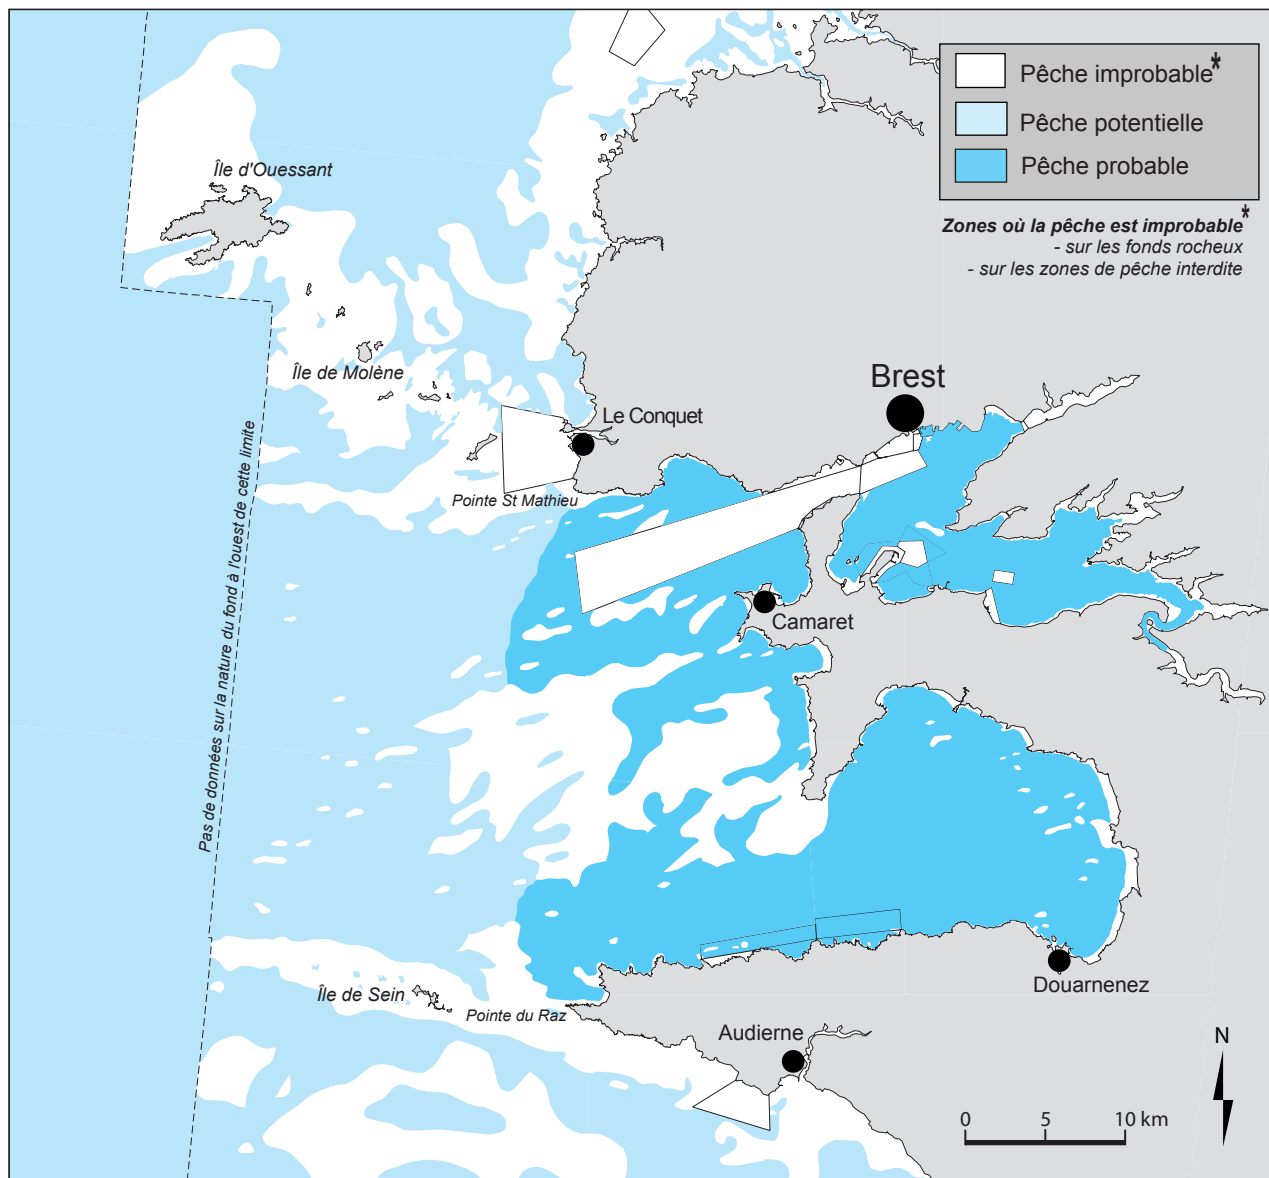 Pêche improbable*
Pêche potentielle
Pêche probable
Zones où la pêche est improbable*
- sur les fonds rocheux
- sur les zones de pêche interdite
Île d'Ouessant
Île de Molène
Brest
Le Conquet
Pointe St Mathieu
Camaret
Pas de données sur la nature du fond à l'ouest de cette limite
Île de Sein
Pointe du Raz
Douarnenez
Audierne
N
0 5 10 km